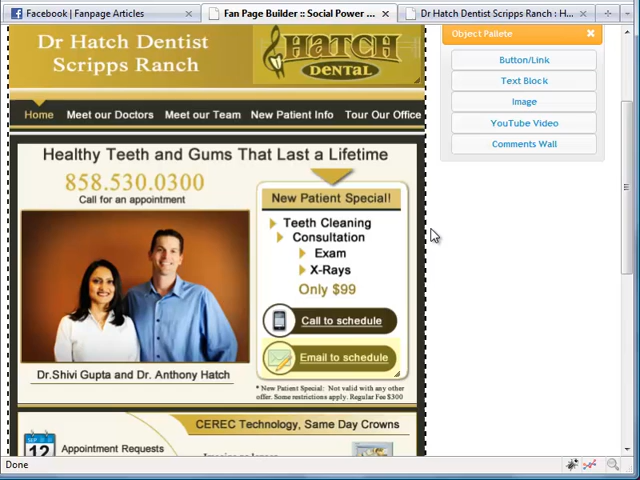 Facebook | Fanpage Articles
Fan Page Builder :: Social Power ...
Dr Hatch Dentist Scripps Ranch : H...
Dr Hatch Dentist
Scripps Ranch
HATCH
DENTAL
Object Pallete
Button/Link
Text Block
Image
YouTube Video
Comments Wall
Home Meet our Doctors Meet our Team New Patient Info Tour Our Office
Healthy Teeth and Gums That Last a Lifetime
858.530.0300
Call for an appointment
New Patient Special!
Teeth Cleaning
Consultation
Exam
X-Rays
Only $99
Call to schedule
Email to schedule
Dr.Shivi Gupta and Dr. Anthony Hatch
* New Patient Special: Not valid with any other
offer. Some restrictions apply. Regular Fee $300
CEREC Technology, Same Day Crowns
SEP
12
Appointment Requests
Done